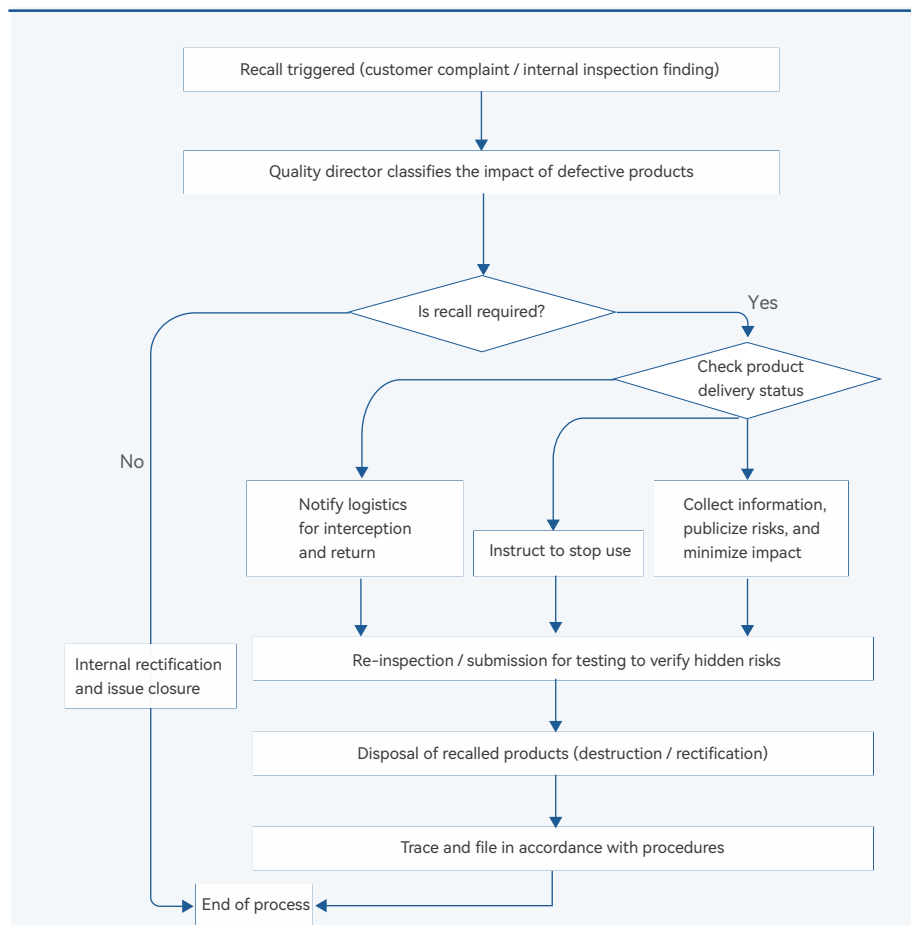 Recall triggered (customer complaint / internal inspection finding)
Quality director classifies the impact of defective products
Is recall required?
Yes
Check product
delivery status
No
Notify logistics
for interception
and return
Instruct to stop use
Collect information,
publicize risks, and
minimize impact
Internal rectification
and issue closure
Re-inspection / submission for testing to verify hidden risks
Disposal of recalled products (destruction / rectification)
Trace and file in accordance with procedures
End of process